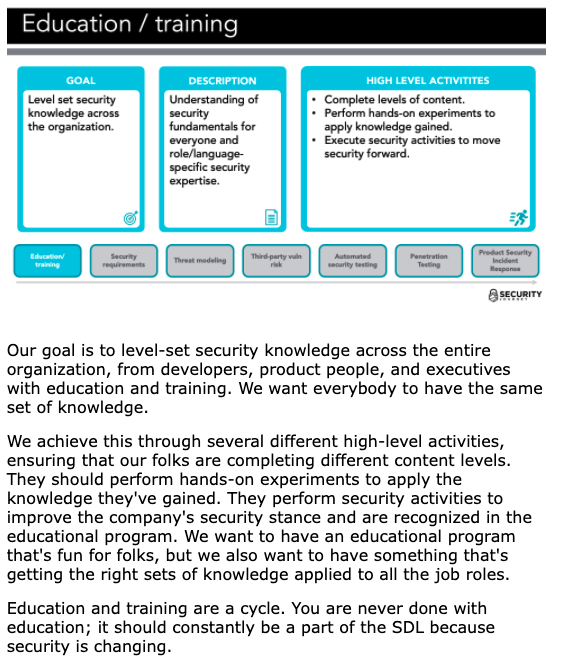 Education / training
GOAL
Level set security
knowledge across
the organization.
DESCRIPTION
Understanding of
security
fundamentals for
everyone and
role/language-
specific security
expertise.
HIGH LEVEL ACTIVITITES
• Complete levels of content.
• Perform hands-on experiments to
apply knowledge gained.
• Execute security activities to move
security forward.
Education/
training
Security
requirements
Threat modeling
Third-party vuln
risk
Automated
security testing
Penetration
Testing
Product Security
Incident
Response
SECURITY
JOURNEY
Our goal is to level-set security knowledge across the entire
organization, from developers, product people, and executives
with education and training. We want everybody to have the same
set of knowledge.
We achieve this through several different high-level activities,
ensuring that our folks are completing different content levels.
They should perform hands-on experiments to apply the
knowledge they've gained. They perform security activities to
improve the company's security stance and are recognized in the
educational program. We want to have an educational program
that's fun for folks, but we also want to have something that's
getting the right sets of knowledge applied to all the job roles.
Education and training are a cycle. You are never done with
education; it should constantly be a part of the SDL because
security is changing.